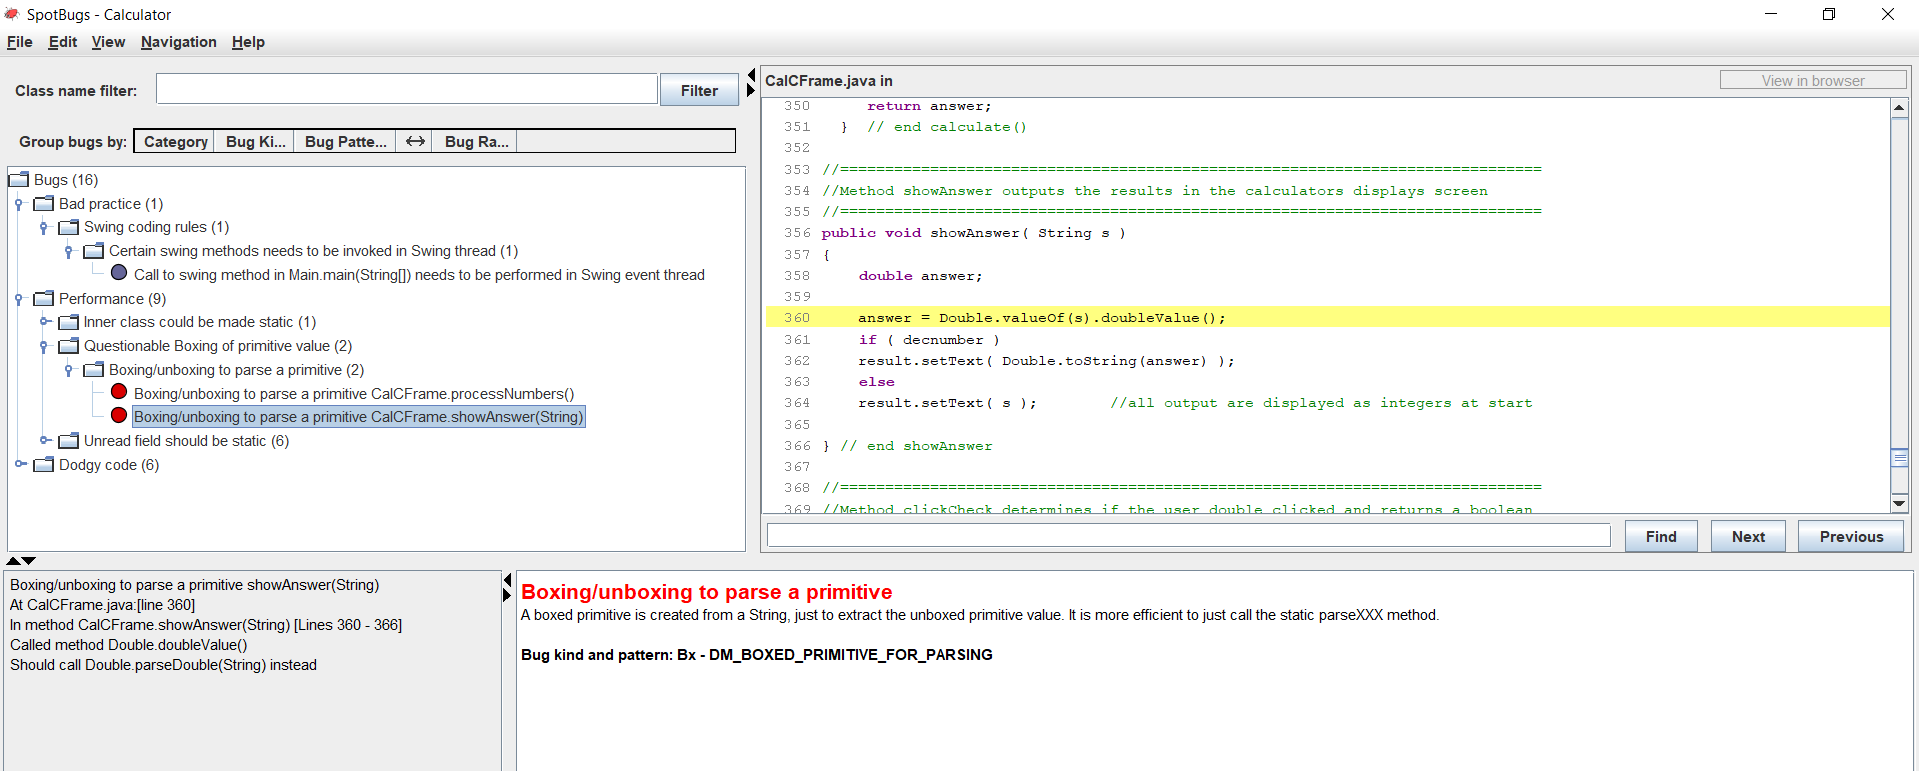 SpotBugs - Calculator
File Edit View Navigation Help
Class name filter:
Filter
Group bugs by:
Category
Bug Ki...
Bug Patte...
Bug Ra...
Bugs (16)
Bad practice (1)
Swing coding rules (1)
Certain swing methods needs to be invoked in Swing thread (1)
Call to swing method in Main.main(String[]) needs to be performed in Swing event thread
Performance (9)
Inner class could be made static (1)
Questionable Boxing of primitive value (2)
Boxing/unboxing to parse a primitive (2)
Boxing/unboxing to parse a primitive CalCFrame.processNumbers()
Boxing/unboxing to parse a primitive CalCFrame.showAnswer(String)
Unread field should be static (6)
Dodgy code (6)
CalCFrame.java in
View in browser
350 return answer;
351 } // end calculate()
352
353 //==============================================================================
354 //Method showAnswer outputs the results in the calculators displays screen
355 //==============================================================================
356 public void showAnswer( String s )
357 {
358 double answer;
359
360 answer = Double.valueOf(s).doubleValue();
361 if ( decnumber )
362 result.setText( Double.toString(answer) );
363 else
364 result.setText( s ); //all output are displayed as integers at start
365
366 } // end showAnswer
367
368 //==============================================================================
369 //Method clickCheck determines if the user double clicked and returns a boolean
Find
Next
Previous
Boxing/unboxing to parse a primitive showAnswer(String)
At CalCFrame.java:[line 360]
In method CalCFrame.showAnswer(String) [Lines 360 - 366]
Called method Double.doubleValue()
Should call Double.parseDouble(String) instead
Boxing/unboxing to parse a primitive
A boxed primitive is created from a String, just to extract the unboxed primitive value. It is more efficient to just call the static parseXXX method.
Bug kind and pattern: Bx - DM_BOXED_PRIMITIVE_FOR_PARSING